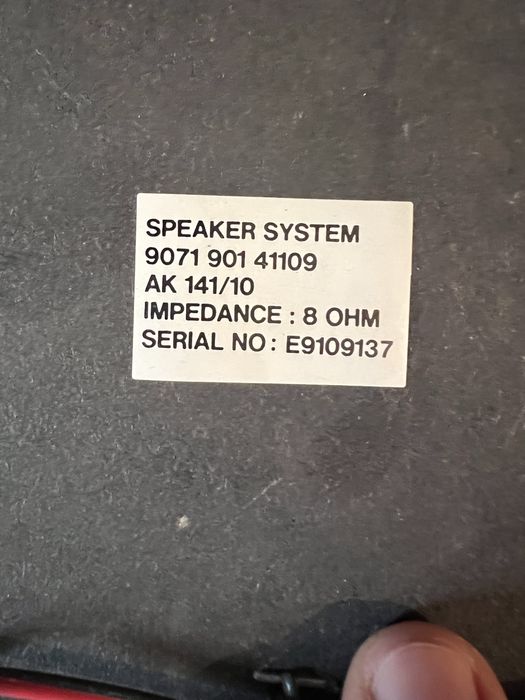 SPEAKER SYSTEM
9071 901 41109
AK 141/10
IMPEDANCE : 8 OHM
SERIAL NO : E9109137